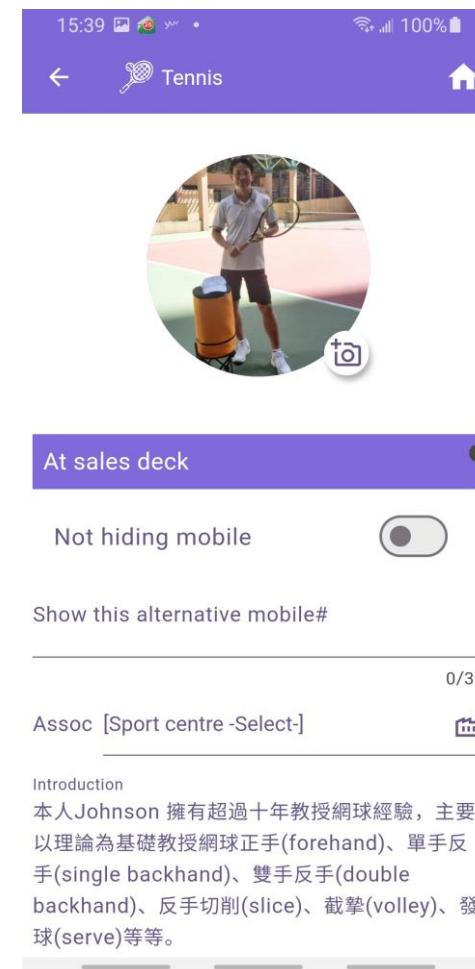 15:39 100%
Tennis
At sales deck
Not hiding mobile
Show this alternative mobile#
0/3
Assoc [Sport centre -Select-]
Introduction
本人Johnson 擁有超過十年教授網球經驗，主要
以理論為基礎教授網球正手(forehand)、單手反
手(single backhand)、雙手反手(double
backhand)、反手切削(slice)、截擊(volley)、發
球(serve)等等。